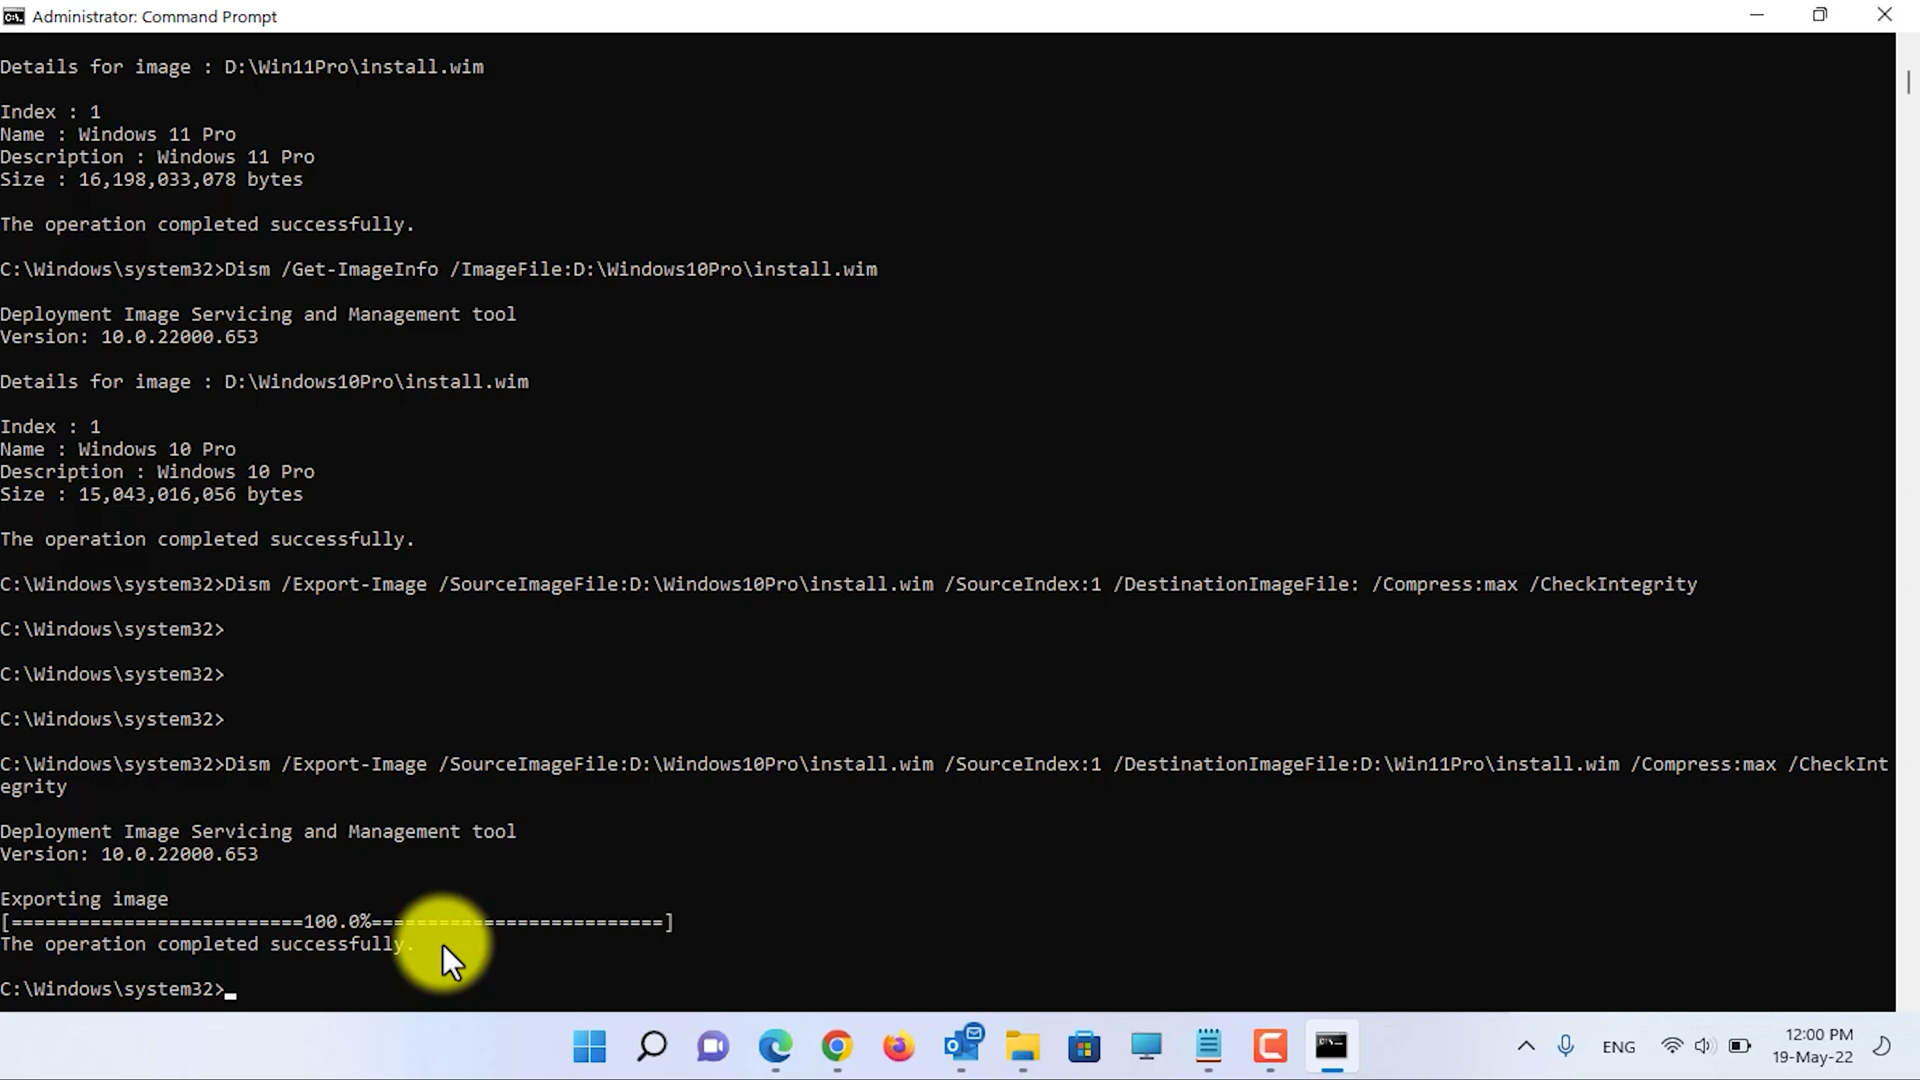 Administrator: Command Prompt
Details for image : D:\Win11Pro\install.wim
Index : 1
Name : Windows 11 Pro
Description : Windows 11 Pro
Size : 16,198,033,078 bytes
The operation completed successfully.
C:\Windows\system32>Dism /Get-ImageInfo /ImageFile:D:\Windows10Pro\install.wim
Deployment Image Servicing and Management tool
Version: 10.0.22000.653
Details for image : D:\Windows10Pro\install.wim
Index : 1
Name : Windows 10 Pro
Description : Windows 10 Pro
Size : 15,043,016,056 bytes
The operation completed successfully.
C:\Windows\system32>Dism /Export-Image /SourceImageFile:D:\Windows10Pro\install.wim /SourceIndex:1 /DestinationImageFile: /Compress:max /CheckIntegrity
C:\Windows\system32>
C:\Windows\system32>
C:\Windows\system32>
C:\Windows\system32>Dism /Export-Image /SourceImageFile:D:\Windows10Pro\install.wim /SourceIndex:1 /DestinationImageFile:D:\Win11Pro\install.wim /Compress:max /CheckInt
egrity
Deployment Image Servicing and Management tool
Version: 10.0.22000.653
Exporting image
[==========================100.0%==========================]
The operation completed successfully.
C:\Windows\system32>
ENG
12:00 PM
19-May-22